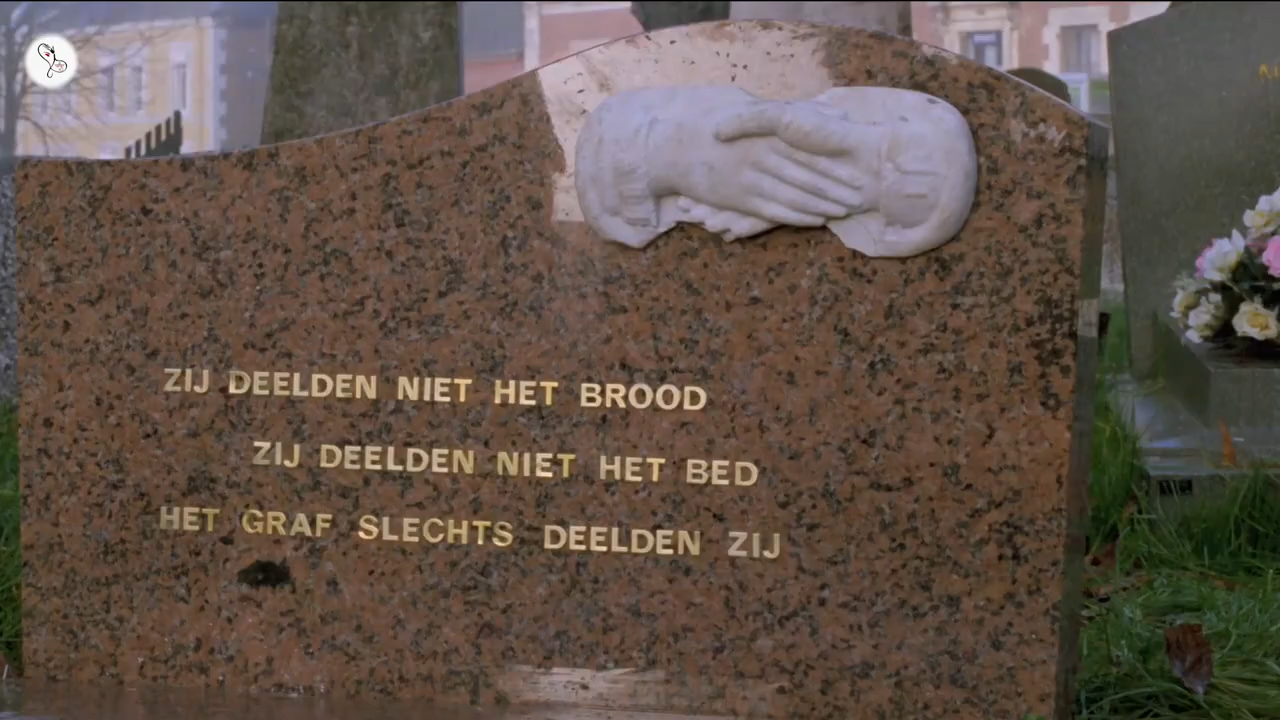 ZIJ DEELDEN NIET HET BROOD
ZIJ DEELDEN NIET HET BED
HET GRAF SLECHTS DEELDEN ZIJ